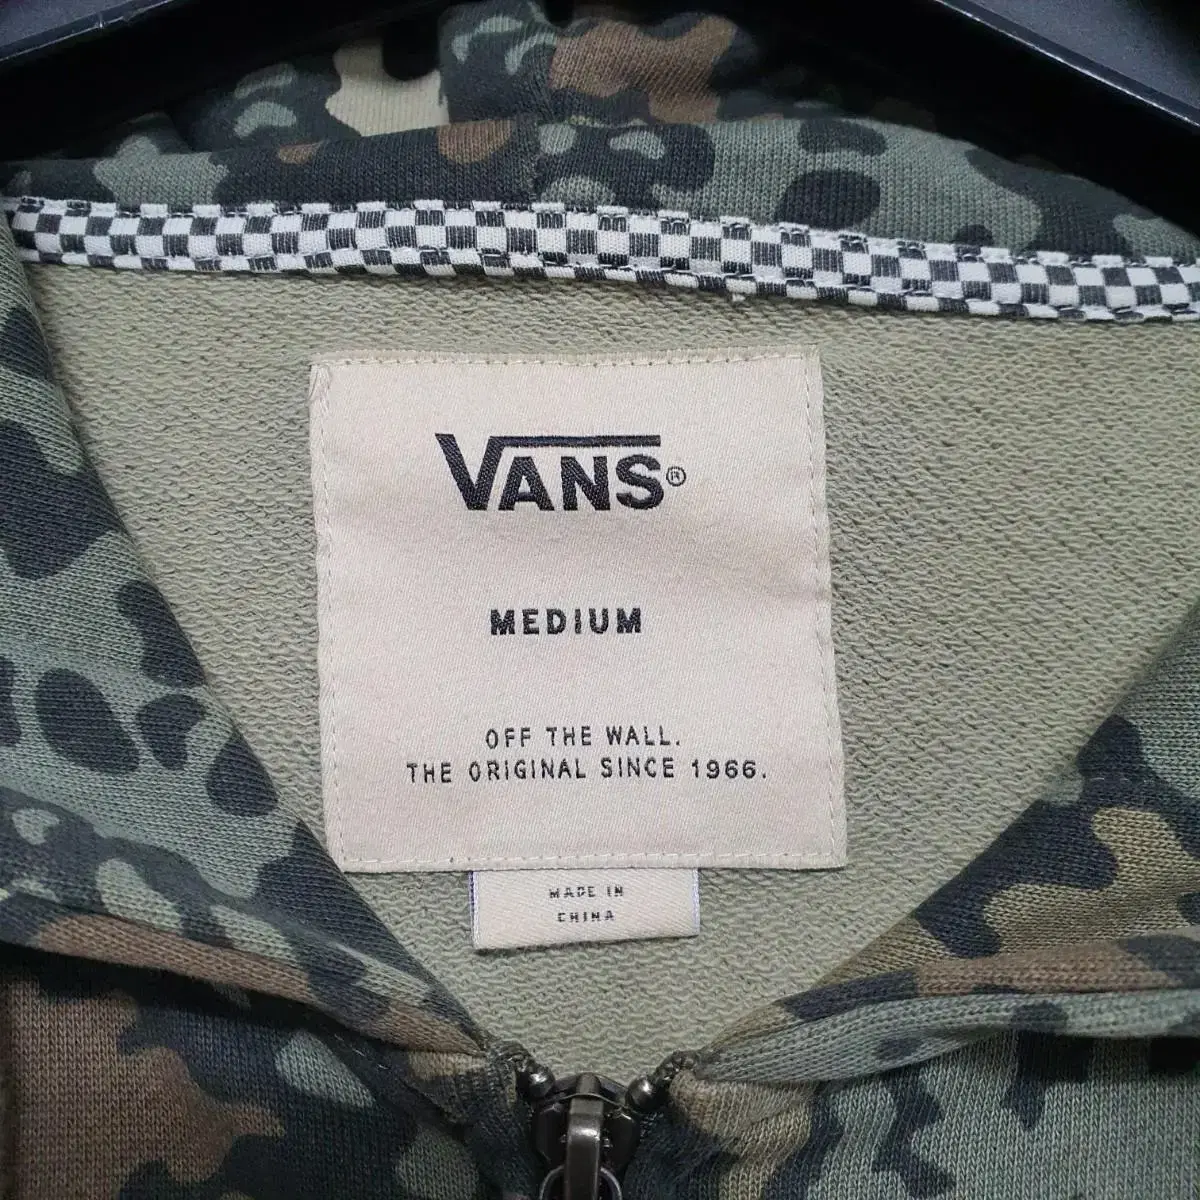 VANS®
MEDIUM
OFF THE WALL.
THE ORIGINAL SINCE 1966.
MADE IN
CHINA